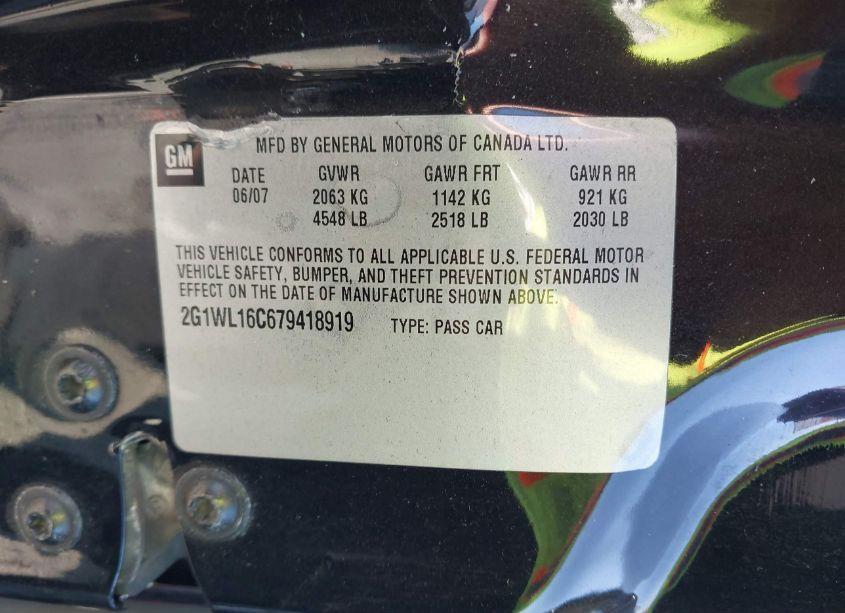 GM
MFD BY GENERAL MOTORS OF CANADA LTD.
DATE GVWR GAWR FRT GAWR RR
06/07 2063 KG 1142 KG 921 KG
4548 LB 2518 LB 2030 LB
THIS VEHICLE CONFORMS TO ALL APPLICABLE U.S. FEDERAL MOTOR
VEHICLE SAFETY, BUMPER, AND THEFT PREVENTION STANDARDS IN
EFFECT ON THE DATE OF MANUFACTURE SHOWN ABOVE.
2G1WL16C679418919 TYPE: PASS CAR